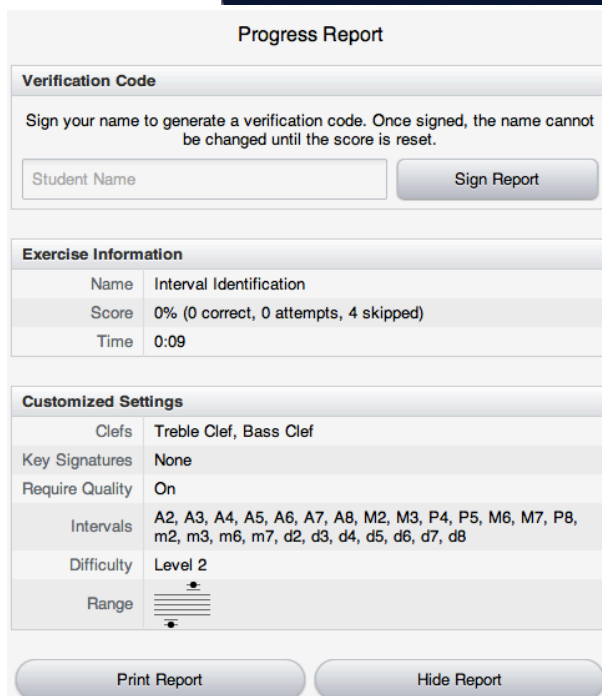 Progress Report
Verification Code
Sign your name to generate a verification code. Once signed, the name cannot
be changed until the score is reset.
Student Name
Sign Report
Exercise Information
Name Interval Identification
Score 0% (0 correct, 0 attempts, 4 skipped)
Time 0:09
Customized Settings
Clefs Treble Clef, Bass Clef
Key Signatures None
Require Quality On
Intervals A2, A3, A4, A5, A6, A7, A8, M2, M3, P4, P5, M6, M7, P8,
m2, m3, m6, m7, d2, d3, d4, d5, d6, d7, d8
Difficulty Level 2
Range
Print Report
Hide Report